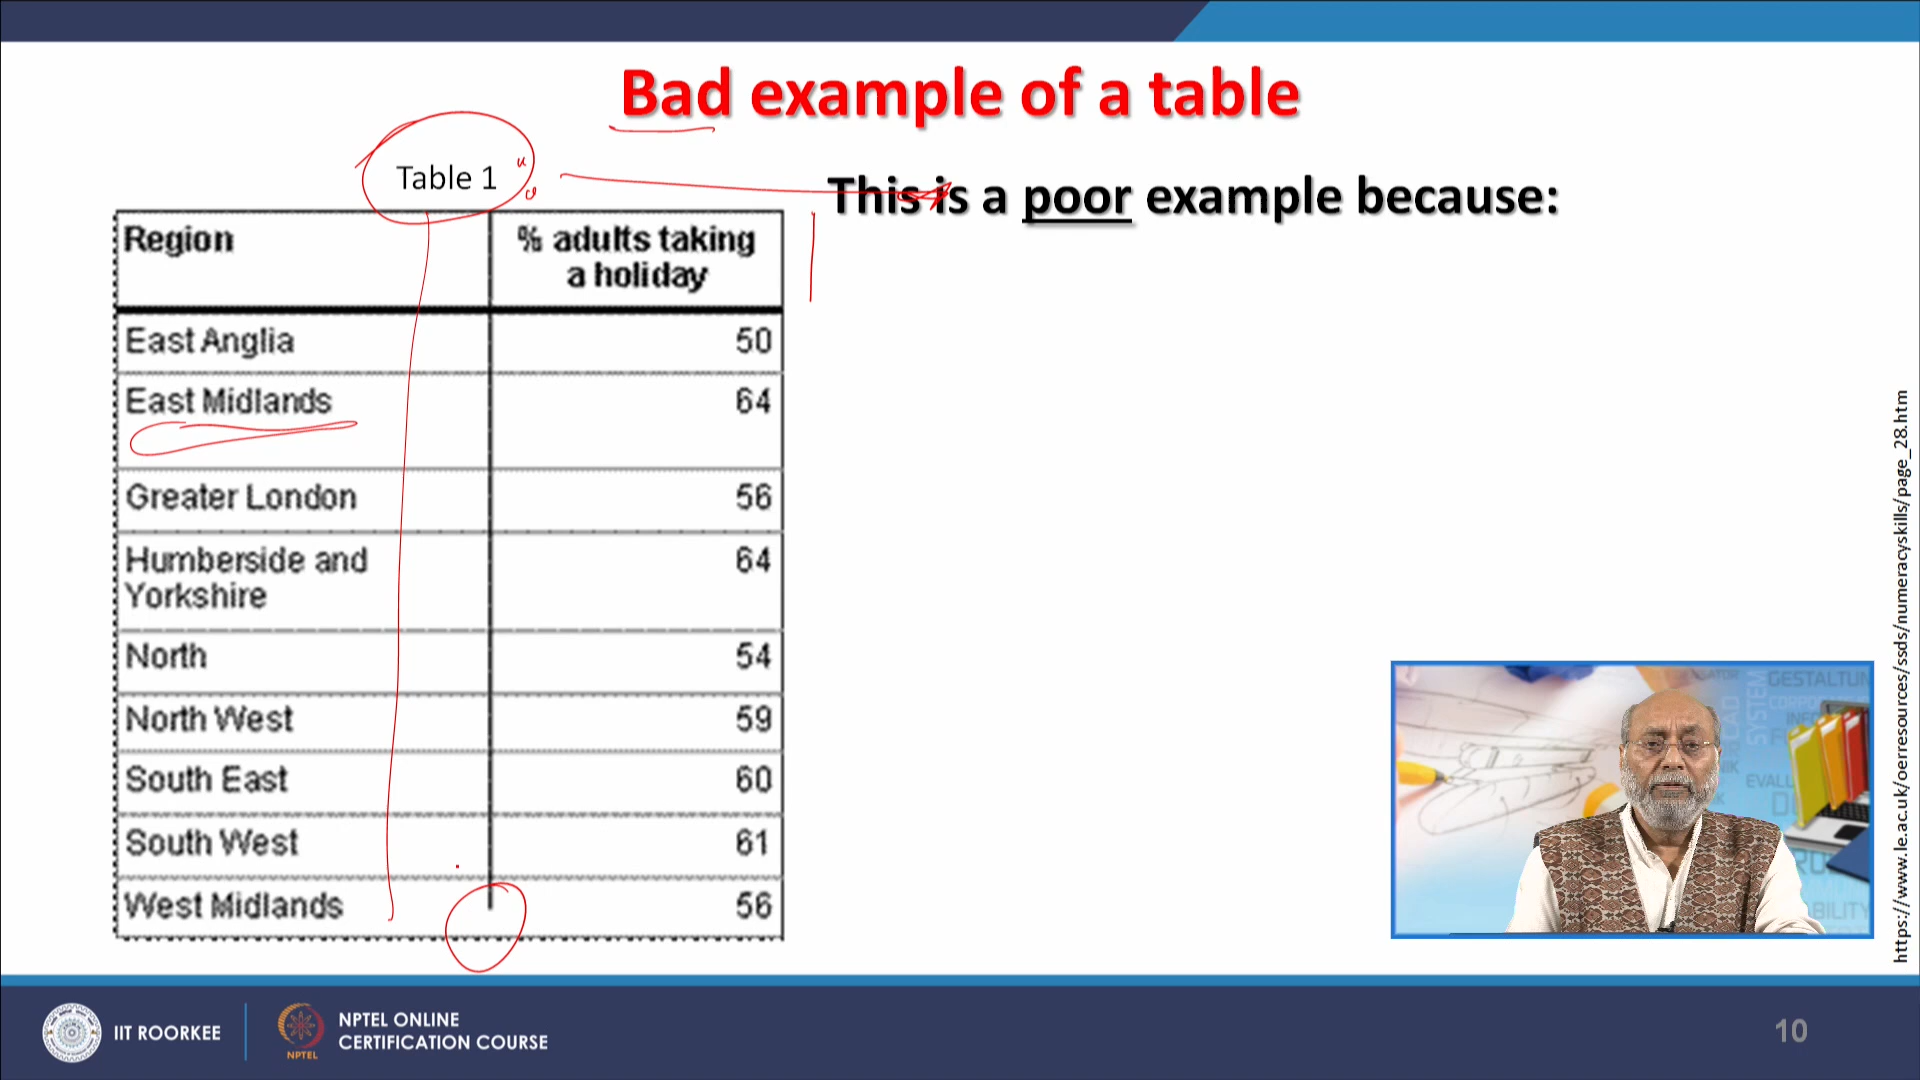 Bad example of a table
Table 1
This is a poor example because:
Region % adults taking a holiday
East Anglia 50
East Midlands 64
Greater London 56
Humberside and Yorkshire 64
North 54
North West 59
South East 60
South West 61
West Midlands 56
https://www.le.ac.uk/oerresources/ssds/numeracyskills/page_28.htm
GESTALTUN
SYSTEM
IIT ROORKEE
NPTEL
NPTEL ONLINE
CERTIFICATION COURSE
10